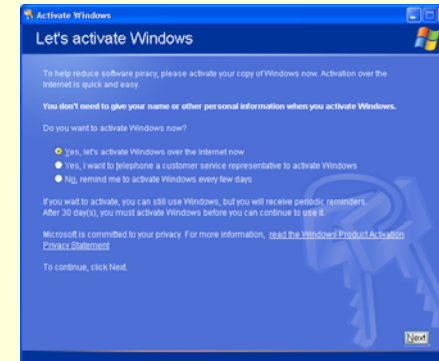 Activate Windows
Let's activate Windows
To help reduce software piracy, please activate your copy of Windows now. Activation over the
Internet is quick and easy.
You don't need to give your name or other personal information when you activate Windows.
Do you want to activate Windows now?
Yes, let's activate Windows over the Internet now
Yes, I want to telephone a customer service representative to activate Windows
No, remind me to activate Windows every few days
If you wait to activate, you can still use Windows, but you will receive periodic reminders.
After 30 day(s), you must activate Windows before you can continue to use it.
Microsoft is committed to your privacy. For more information, read the Windows Product Activation
Privacy Statement
To continue, click Next.
Next